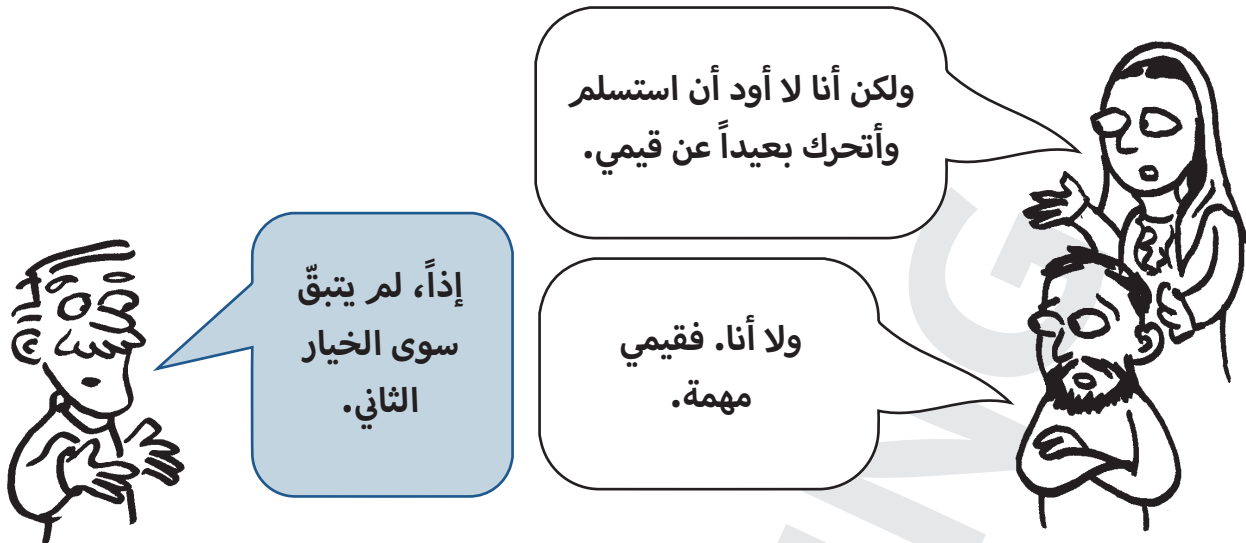 ولكن أنا لا أود أن استسلم
وأتحرك بعيداً عن قيمي.
ولا أنا. فقيمي
مهمة.
إذاً، لم يتبقّ
سوى الخيار
الثاني.